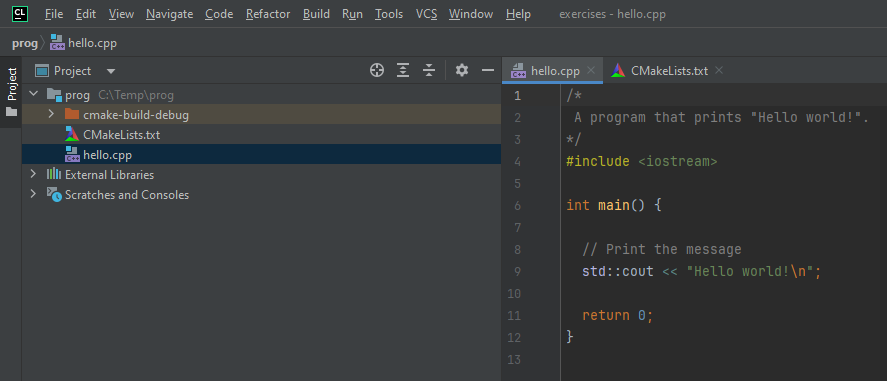 CL File Edit View Navigate Code Refactor Build Run Tools VCS Window Help exercises - hello.cpp
prog hello.cpp
Project
Project
prog C:\Temp\prog
cmake-build-debug
CMakeLists.txt
hello.cpp
External Libraries
Scratches and Consoles
hello.cpp CMakeLists.txt
1 /*
2 A program that prints "Hello world!".
3 */
4 #include <iostream>
5
6 int main() {
7
8 // Print the message
9 std::cout << "Hello world!\n";
10
11 return 0;
12 }
13